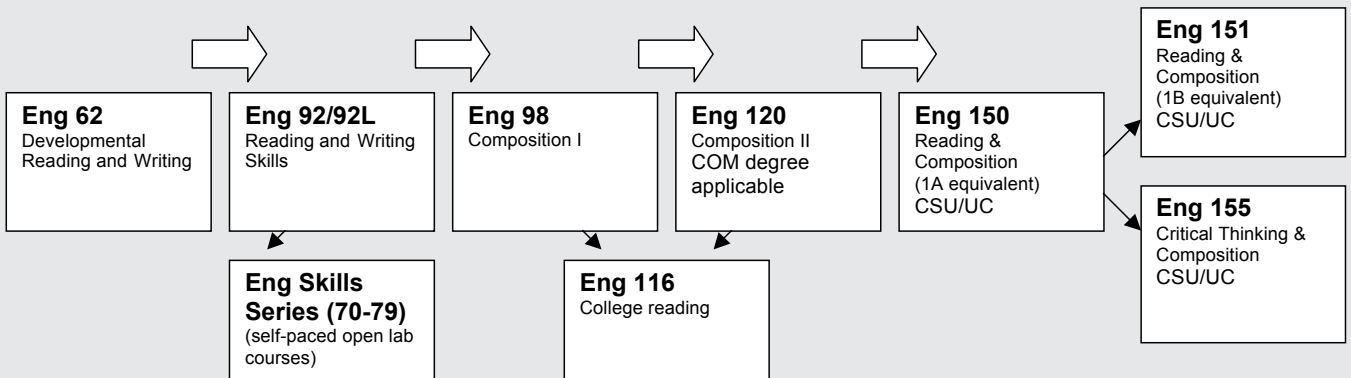 Eng 62
Developmental
Reading and Writing
Eng 92/92L
Reading and Writing
Skills
Eng Skills
Series (70-79)
(self-paced open lab
courses)
Eng 98
Composition I
Eng 116
College reading
Eng 120
Composition II
COM degree
applicable
Eng 150
Reading &
Composition
(1A equivalent)
CSU/UC
Eng 151
Reading &
Composition
(1B equivalent)
CSU/UC
Eng 155
Critical Thinking &
Composition
CSU/UC